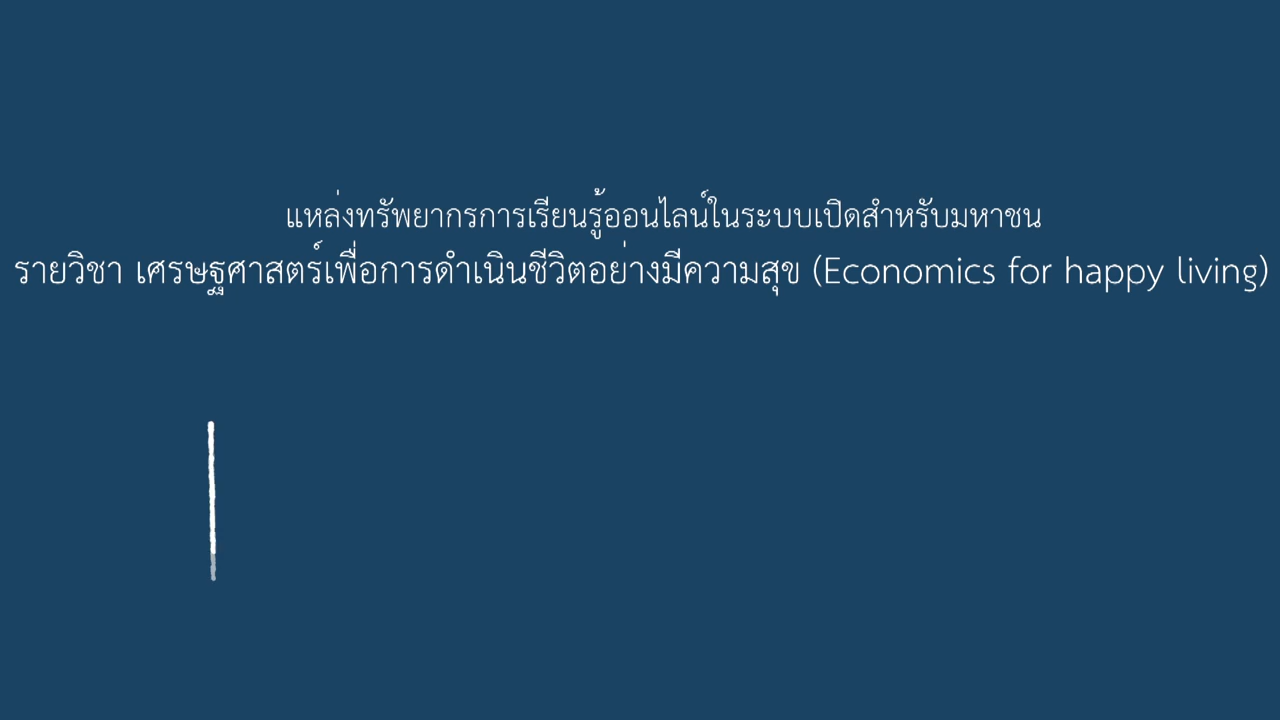 แหล่งทรัพยากรการเรียนรู้ออนไลน์ในระบบเปิดสำหรับมหาชน
รายวิชา เศรษฐศาสตร์เพื่อการดำเนินชีวิตอย่างมีความสุข (Economics for happy living)